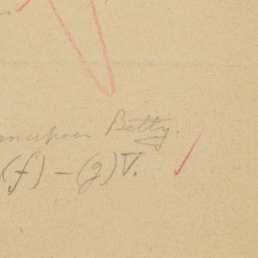 Betty.
(f) – (g) V.